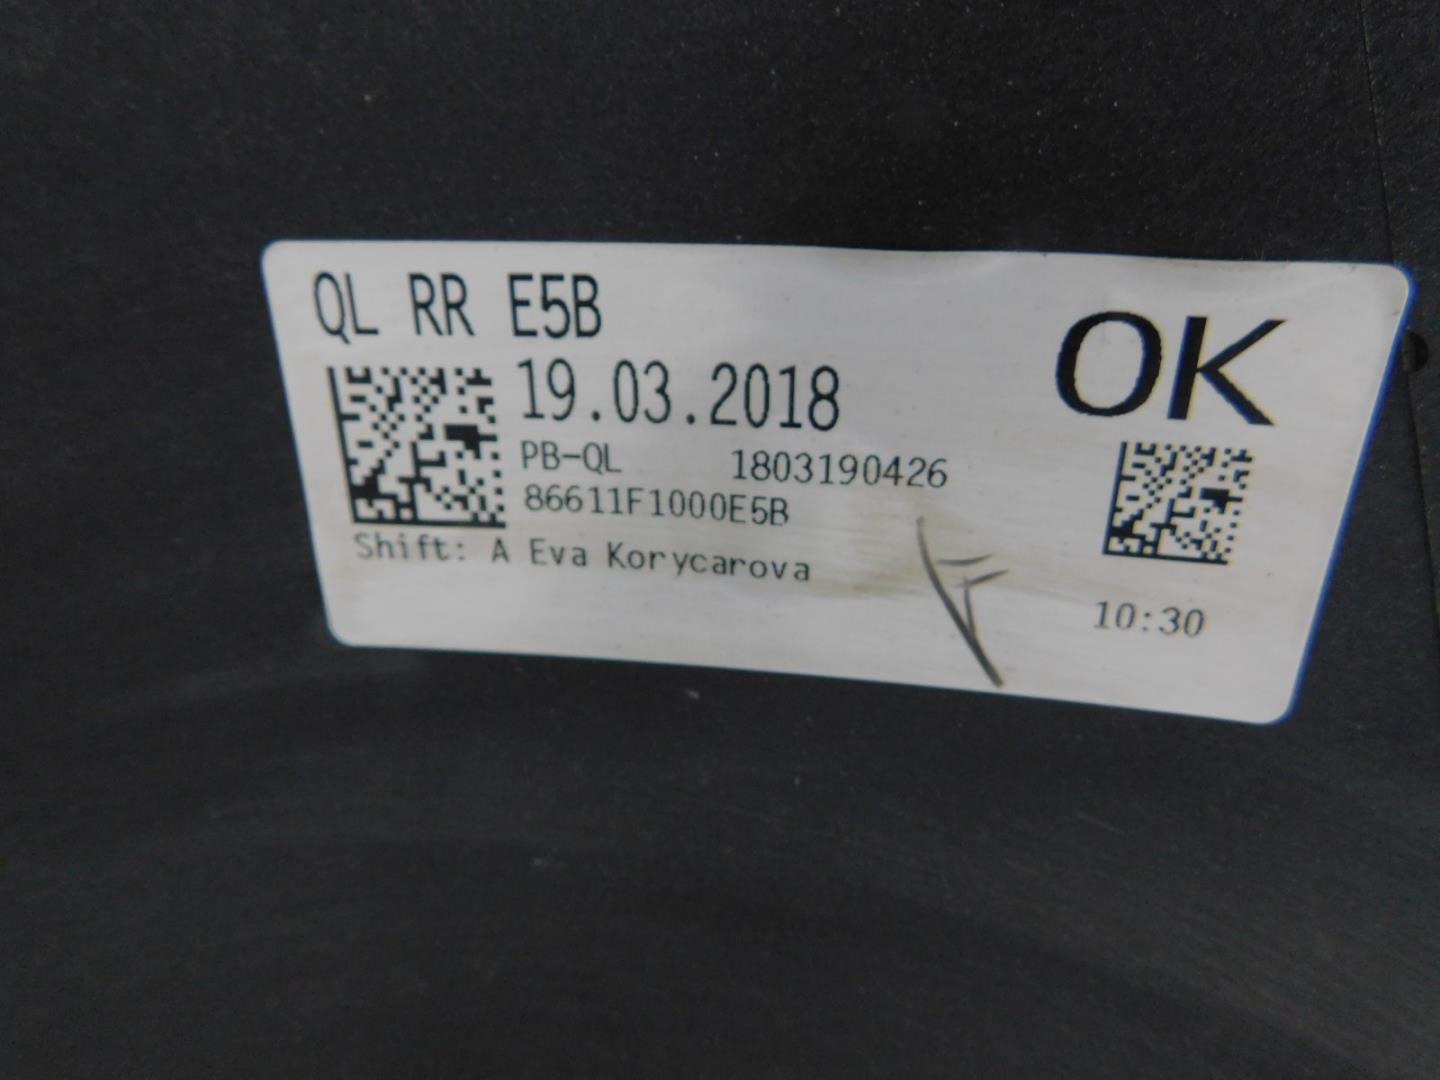 QL RR E5B
OK
19.03.2018
PB-QL 1803190426
86611F1000E5B
Shift: A Eva Korycarova
10:30